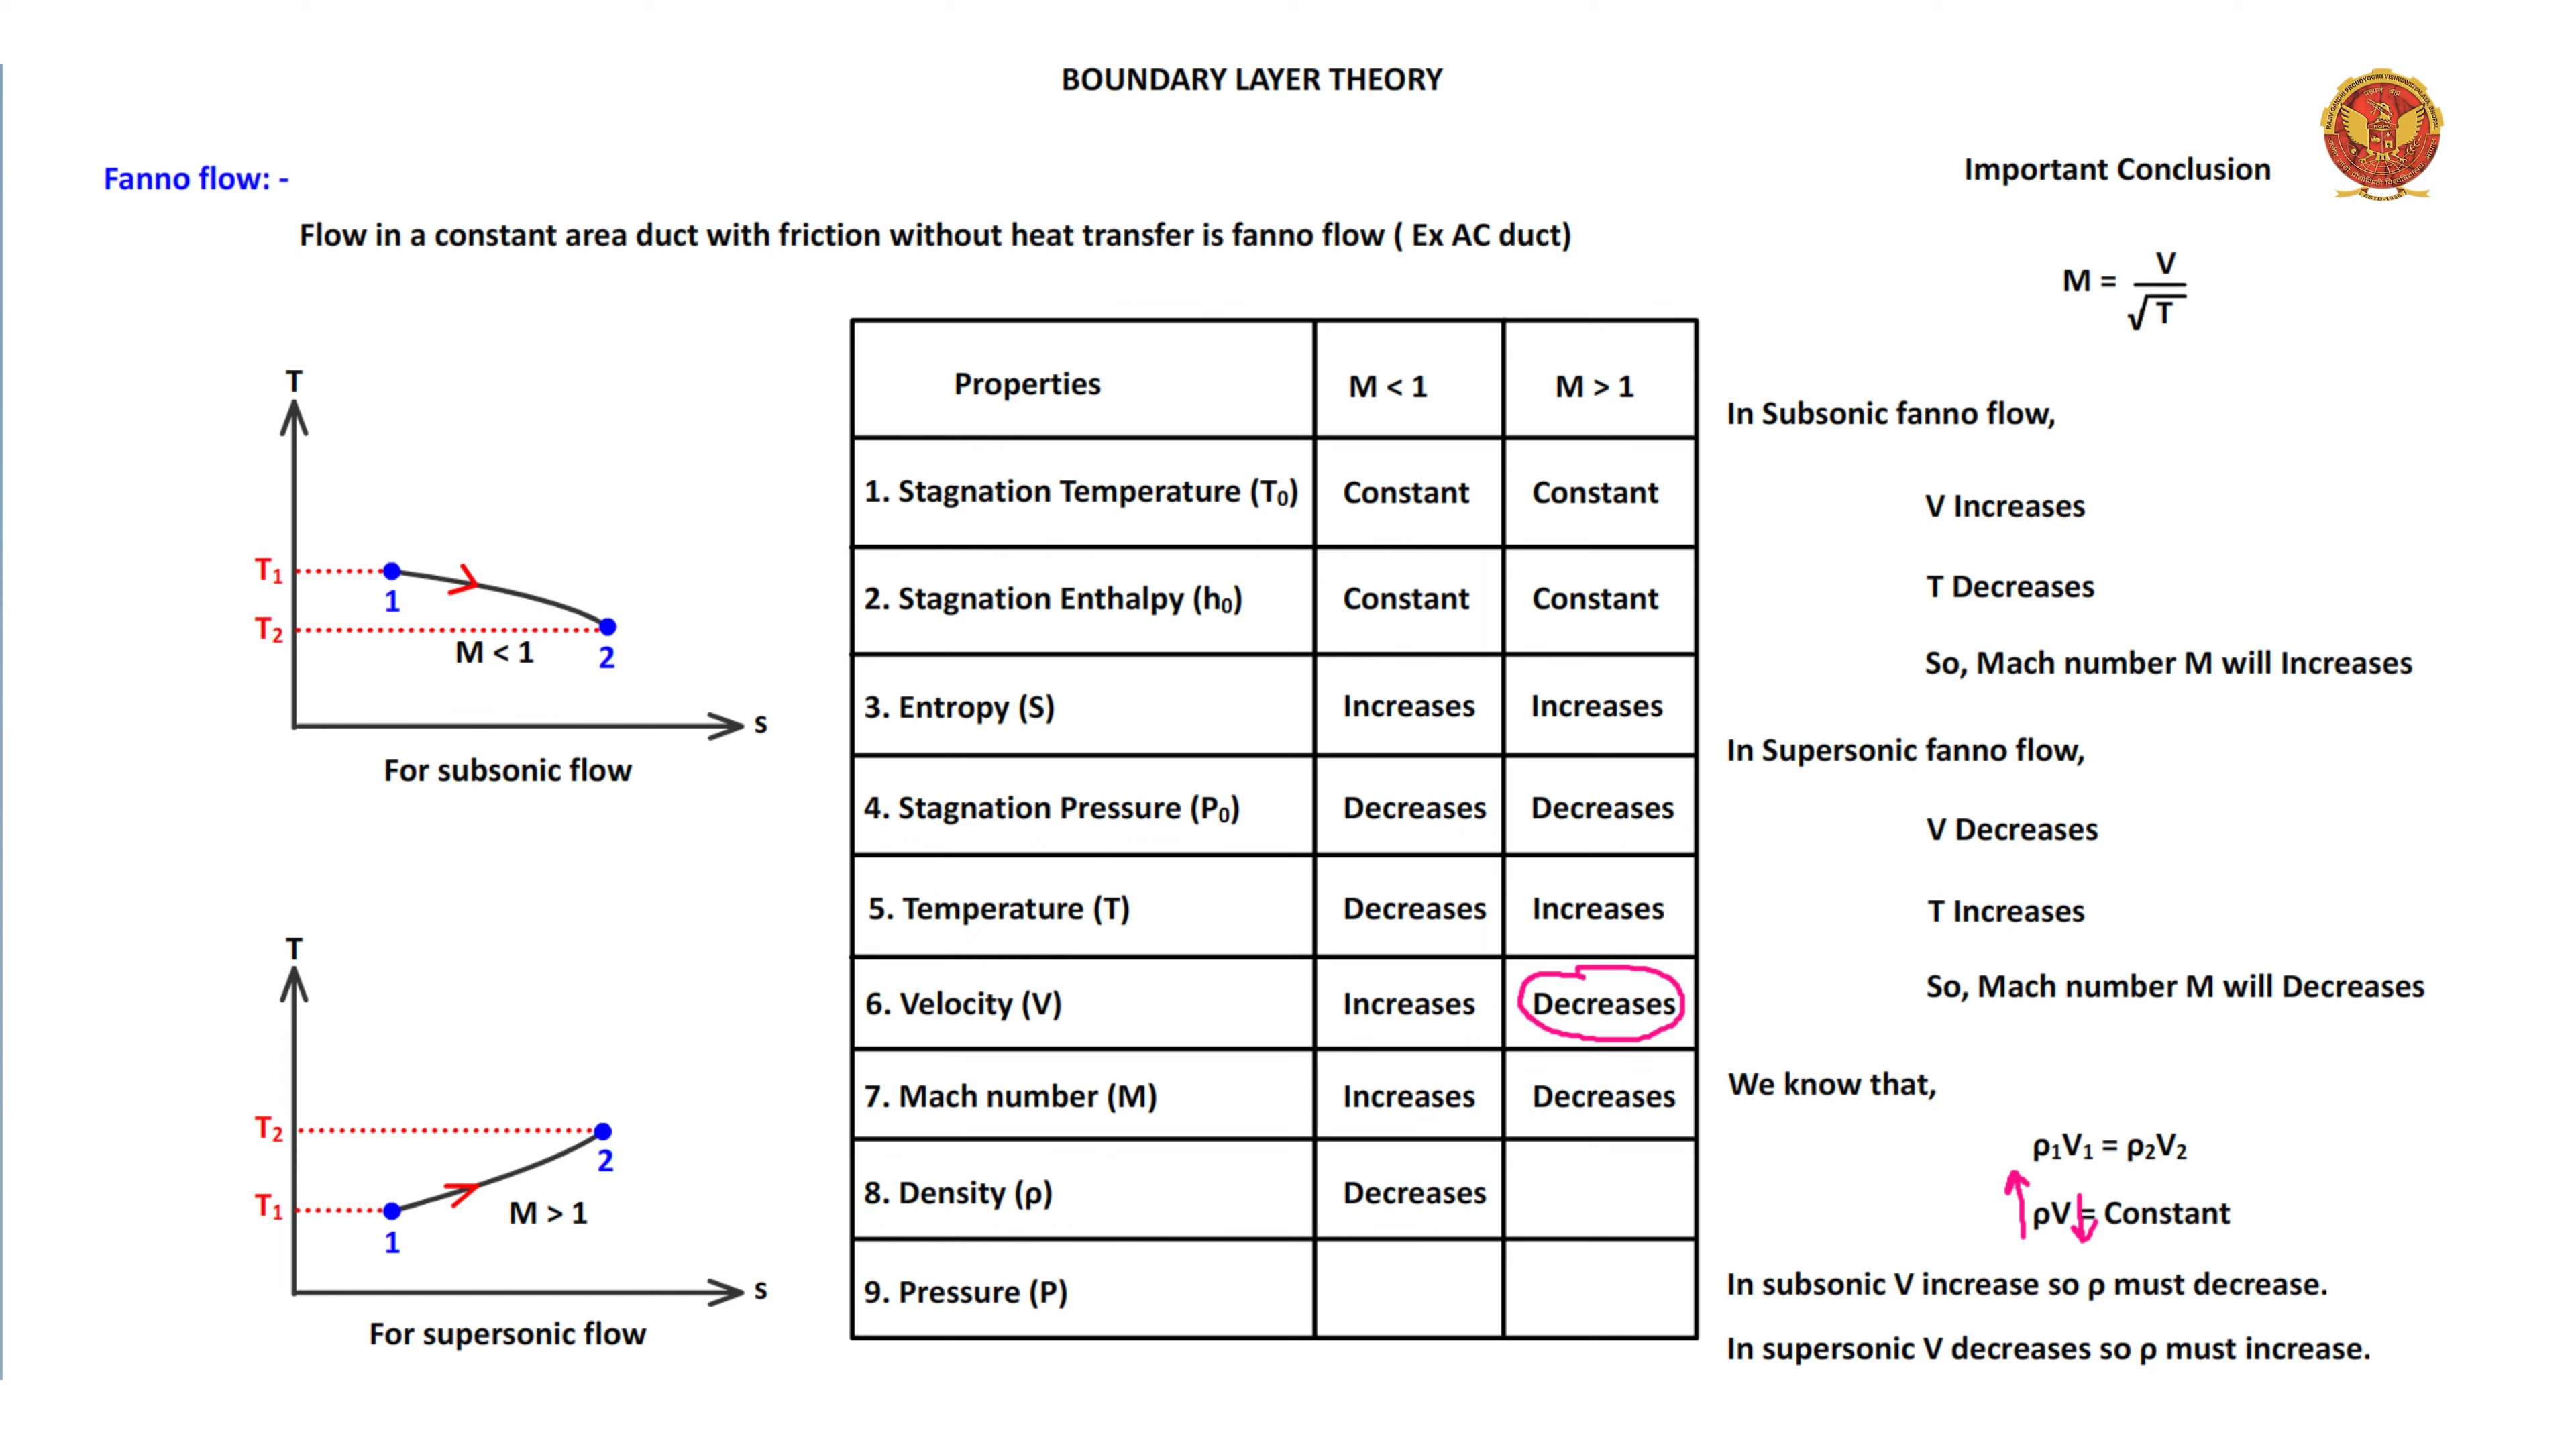 BOUNDARY LAYER THEORY
Fanno flow: -
Flow in a constant area duct with friction without heat transfer is fanno flow ( Ex AC duct)
T
T₁
T₂
1
2
M < 1
s
For subsonic flow
T
T₂
T₁
1
2
M > 1
s
For supersonic flow
Properties M < 1 M > 1
1. Stagnation Temperature (T₀) Constant Constant
2. Stagnation Enthalpy (h₀) Constant Constant
3. Entropy (S) Increases Increases
4. Stagnation Pressure (P₀) Decreases Decreases
5. Temperature (T) Decreases Increases
6. Velocity (V) Increases Decreases
7. Mach number (M) Increases Decreases
8. Density (ρ) Decreases
9. Pressure (P)
Important Conclusion
M = V / √T
In Subsonic fanno flow,
V Increases
T Decreases
So, Mach number M will Increases
In Supersonic fanno flow,
V Decreases
T Increases
So, Mach number M will Decreases
We know that,
ρ₁V₁ = ρ₂V₂
ρV = Constant
In subsonic V increase so ρ must decrease.
In supersonic V decreases so ρ must increase.
RAJIV GANDHI PROUDYOGIKI VISHWAVIDYALAYA, BHOPAL